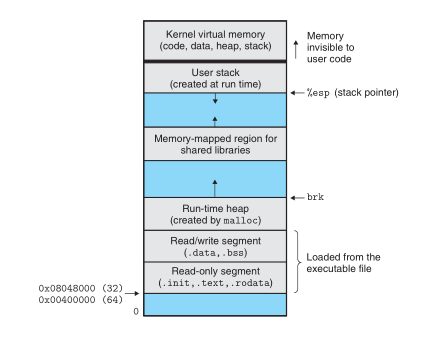 Kernel virtual memory
(code, data, heap, stack)
Memory
invisible to
user code
User stack
(created at run time)
%esp (stack pointer)
Memory-mapped region for
shared libraries
brk
Run-time heap
(created by malloc)
Read/write segment
(.data,.bss)
Loaded from the
executable file
Read-only segment
(.init,.text,.rodata)
0x08048000 (32)
0x00400000 (64)
0